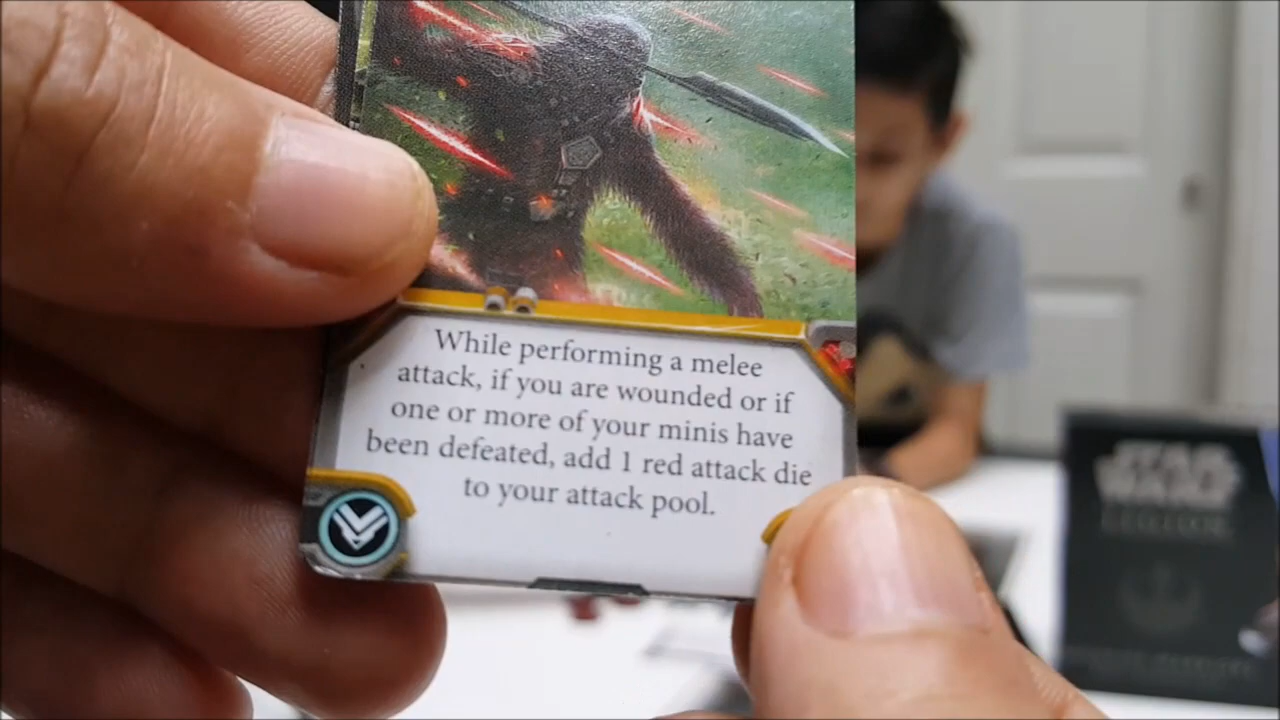 While performing a melee
attack, if you are wounded or if
one or more of your minis have
been defeated, add 1 red attack die
to your attack pool.
STAR
WARS
LEGION